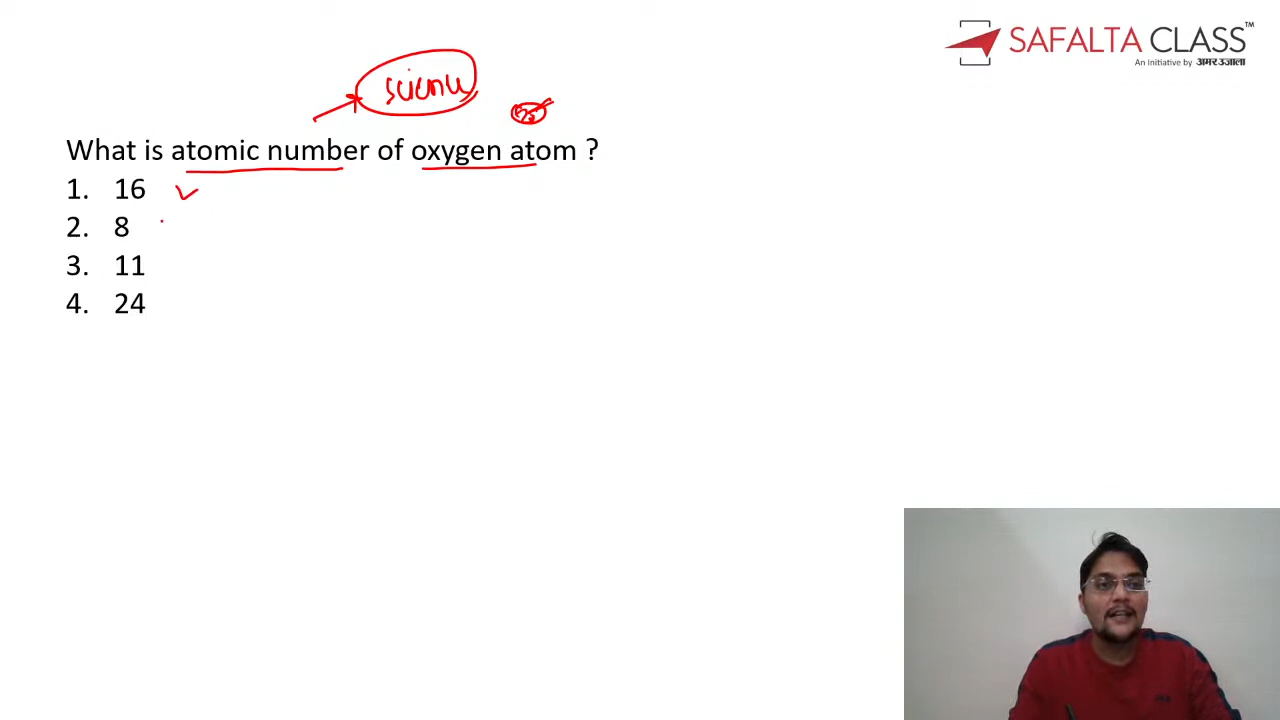 SAFALTA CLASS™
An Initiative by अमर उजाला
science
What is atomic number of oxygen atom ?
1. 16
2. 8
3. 11
4. 24